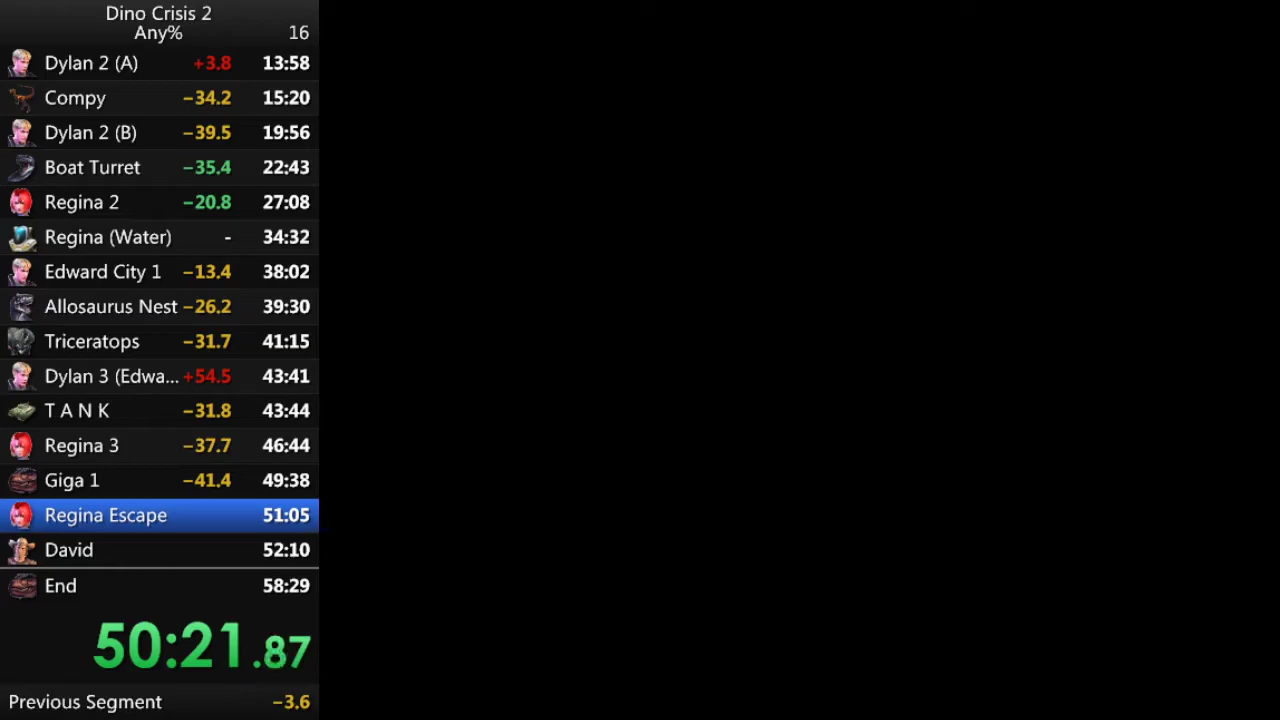 Dino Crisis 2
Any% 16
Dylan 2 (A) +3.8 13:58
Compy −34.2 15:20
Dylan 2 (B) −39.5 19:56
Boat Turret −35.4 22:43
Regina 2 −20.8 27:08
Regina (Water) - 34:32
Edward City 1 −13.4 38:02
Allosaurus Nest −26.2 39:30
Triceratops −31.7 41:15
Dylan 3 (Edwa... +54.5 43:41
T A N K −31.8 43:44
Regina 3 −37.7 46:44
Giga 1 −41.4 49:38
Regina Escape 51:05
David 52:10
End 58:29
50:21.87
Previous Segment −3.6